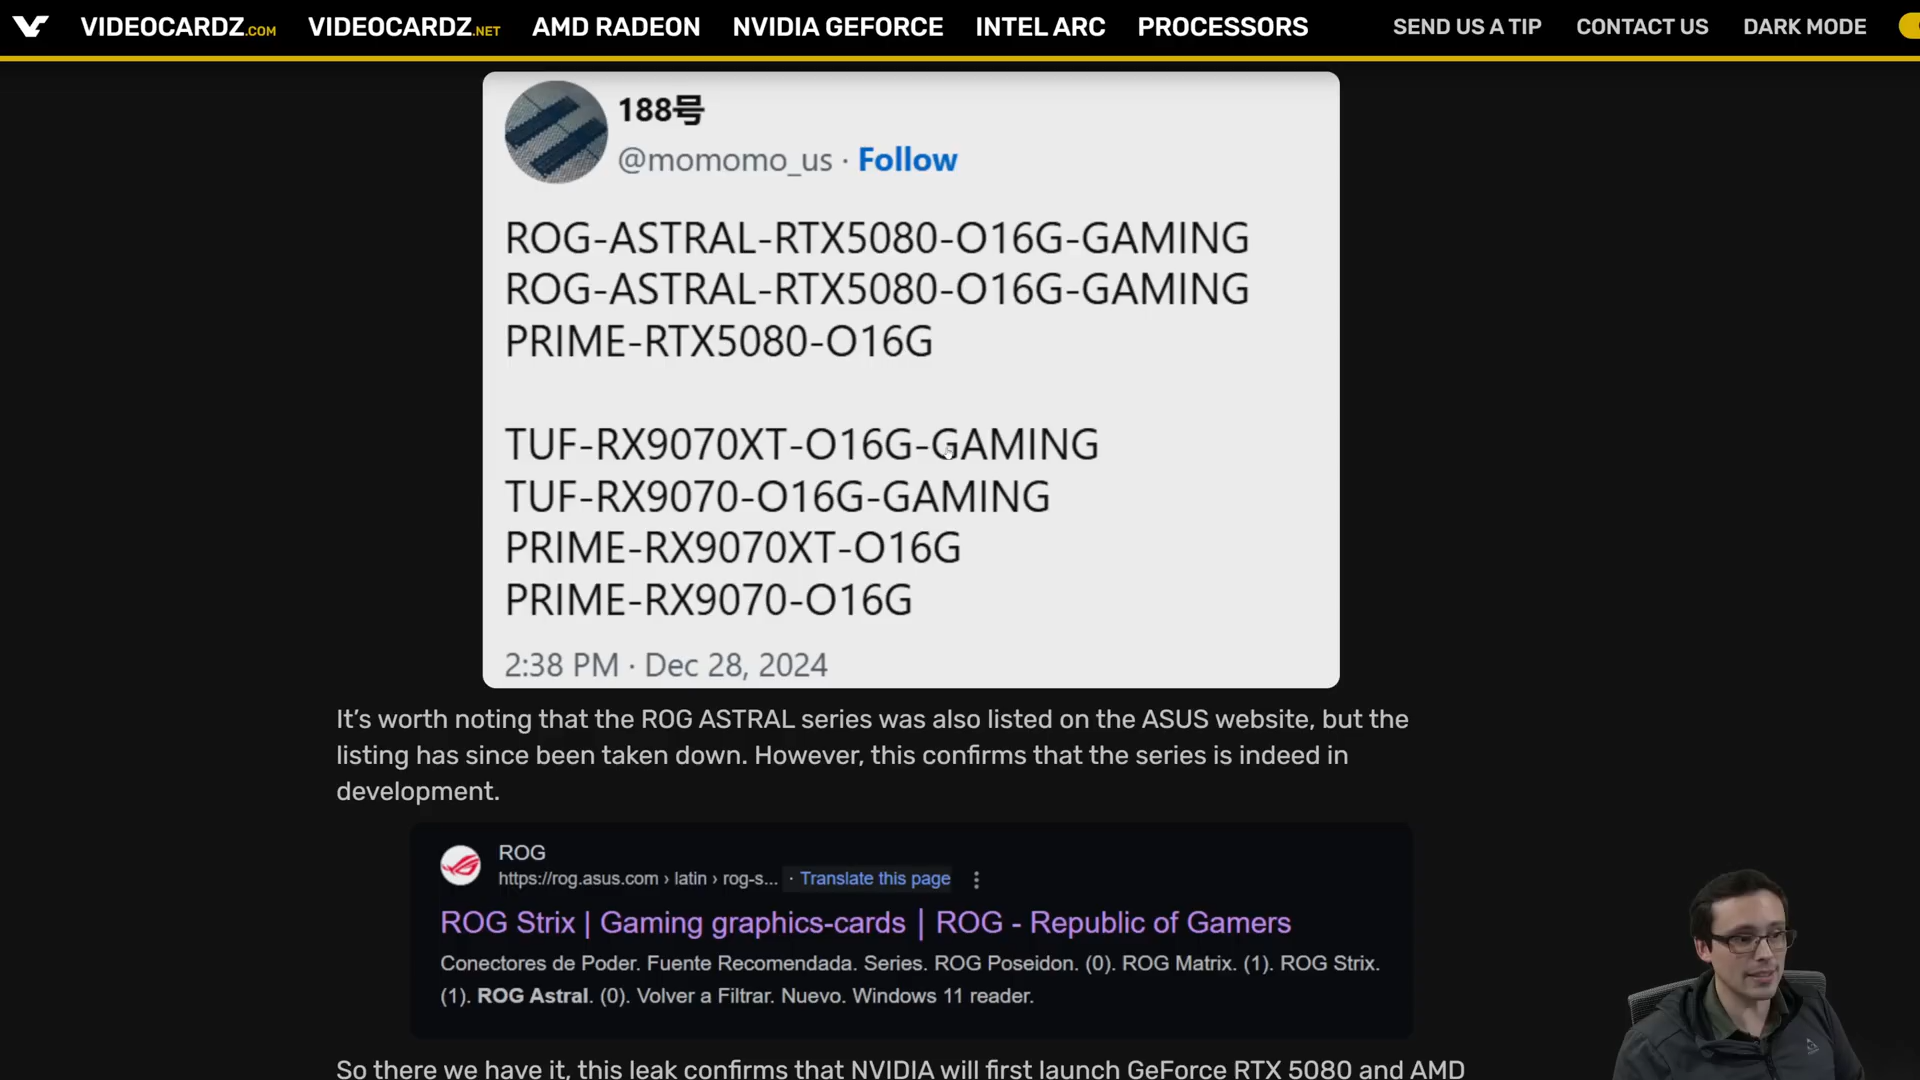 VIDEOCARDZ.COM VIDEOCARDZ.NET AMD RADEON NVIDIA GEFORCE INTEL ARC PROCESSORS SEND US A TIP CONTACT US DARK MODE
188号
@momomo_us · Follow
ROG-ASTRAL-RTX5080-O16G-GAMING
ROG-ASTRAL-RTX5080-O16G-GAMING
PRIME-RTX5080-O16G
TUF-RX9070XT-O16G-GAMING
TUF-RX9070-O16G-GAMING
PRIME-RX9070XT-O16G
PRIME-RX9070-O16G
2:38 PM · Dec 28, 2024
It’s worth noting that the ROG ASTRAL series was also listed on the ASUS website, but the
listing has since been taken down. However, this confirms that the series is indeed in
development.
ROG
https://rog.asus.com › latin › rog-s... · Translate this page
ROG Strix | Gaming graphics-cards | ROG - Republic of Gamers
Conectores de Poder. Fuente Recomendada. Series. ROG Poseidon. (0). ROG Matrix. (1). ROG Strix.
(1). ROG Astral. (0). Volver a Filtrar. Nuevo. Windows 11 reader.
So there we have it, this leak confirms that NVIDIA will first launch GeForce RTX 5080 and AMD